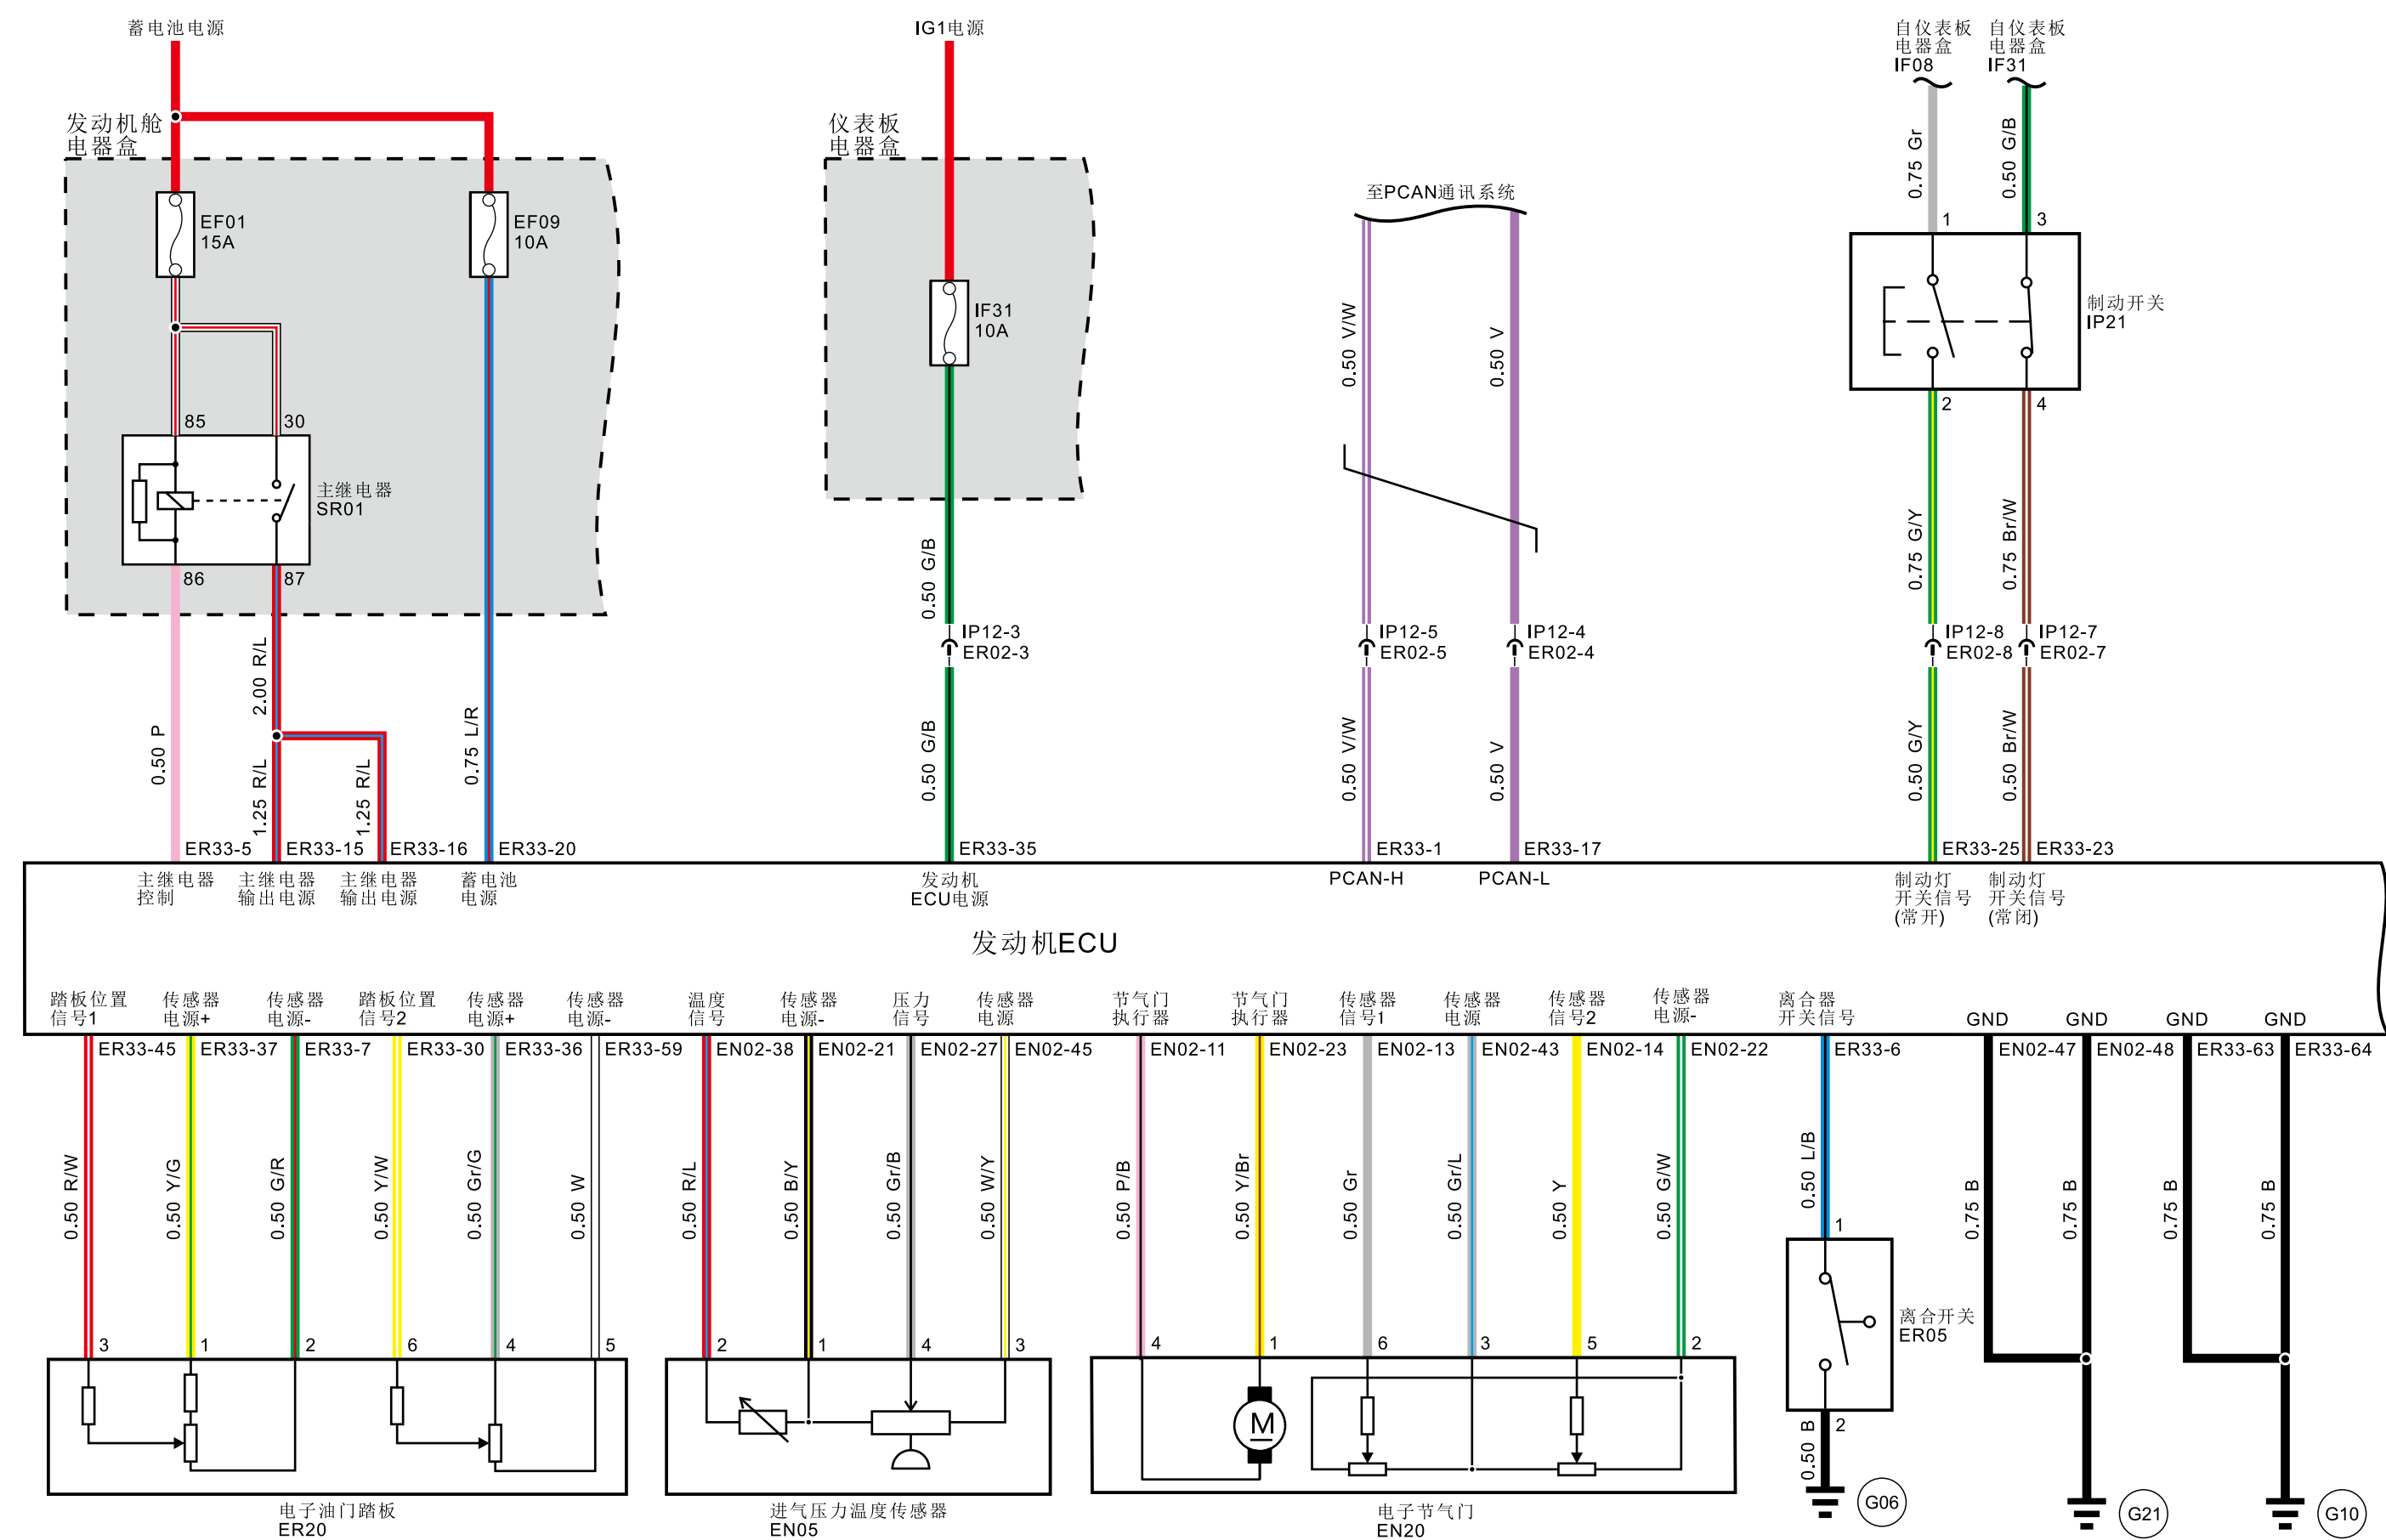 蓄电池电源
IG1电源
自仪表板
电器盒
IF08
自仪表板
电器盒
IF31
发动机舱
电器盒
仪表板
电器盒
EF01
15A
EF09
10A
至PCAN通讯系统
0.75 Gr
0.50 G/B
1
3
IF31
10A
制动开关
IP21
0.50 V/W
0.50 V
2
4
85
30
主继电器
SR01
86
87
0.50 G/B
0.75 G/Y
0.75 Br/W
IP12-3
ER02-3
IP12-5
ER02-5
IP12-4
ER02-4
IP12-8
ER02-8
IP12-7
ER02-7
2.00 R/L
0.50 P
1.25 R/L
1.25 R/L
0.75 L/R
0.50 G/B
0.50 V/W
0.50 V
0.50 G/Y
0.50 Br/W
ER33-5
ER33-15
ER33-16
ER33-20
ER33-35
ER33-1
ER33-17
ER33-25
ER33-23
主继电器
控制
主继电器
输出电源
主继电器
输出电源
蓄电池
电源
发动机
ECU电源
PCAN-H
PCAN-L
制动灯
开关信号
(常开)
制动灯
开关信号
(常闭)
发动机ECU
踏板位置
信号1
传感器
电源+
传感器
电源-
踏板位置
信号2
传感器
电源+
传感器
电源-
温度
信号
传感器
电源-
压力
信号
传感器
电源
节气门
执行器
节气门
执行器
传感器
信号1
传感器
电源
传感器
信号2
传感器
电源-
离合器
开关信号
GND
GND
GND
GND
ER33-45
ER33-37
ER33-7
ER33-30
ER33-36
ER33-59
EN02-38
EN02-21
EN02-27
EN02-45
EN02-11
EN02-23
EN02-13
EN02-43
EN02-14
EN02-22
ER33-6
EN02-47
EN02-48
ER33-63
ER33-64
0.50 R/W
0.50 Y/G
0.50 G/R
0.50 Y/W
0.50 Gr/G
0.50 W
0.50 R/L
0.50 B/Y
0.50 Gr/B
0.50 W/Y
0.50 P/B
0.50 Y/Br
0.50 Gr
0.50 Gr/L
0.50 Y
0.50 G/W
0.50 L/B
0.75 B
0.75 B
0.75 B
0.75 B
1
3
1
2
6
4
5
2
1
4
3
4
1
6
3
5
2
离合开关
ER05
M
2
0.50 B
G06
G21
G10
电子油门踏板
ER20
进气压力温度传感器
EN05
电子节气门
EN20